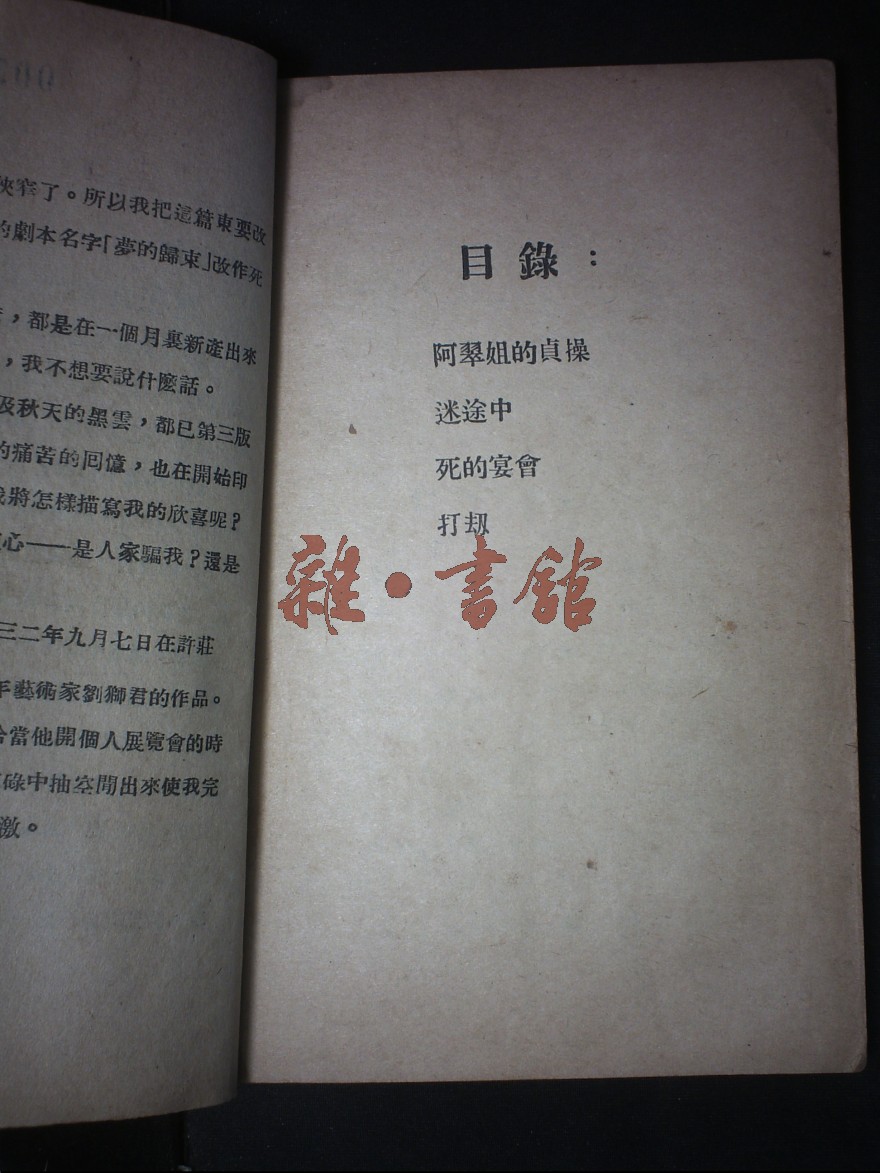 俠窄了。所以我把這篇東要改
的劇本名字「夢的歸束」改作死
,都是在一個月裏新產出來
,我不想要說什麼話。
及秋天的黑雲,都已第三版
的痛苦的回憶,也在開始印
我將怎樣描寫我的欣喜呢?
心——是人家騙我?還是
三二年九月七日在許莊
年藝術家劉獅君的作品。
合當他開個人展覽會的時
碌中抽空閒出來使我完
激。
目錄:
阿翠姐的貞操
迷途中
死的宴會
打刼
雜·書館